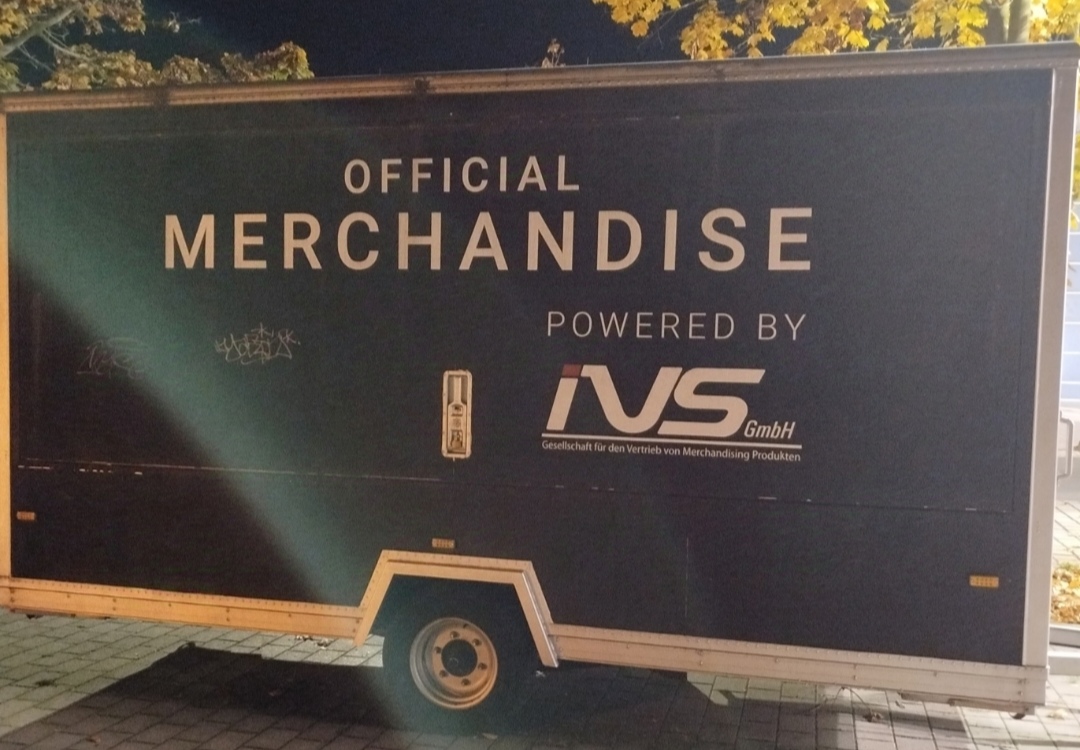 OFFICIAL
MERCHANDISE
POWERED BY
iVS
GmbH
Gesellschaft für den Vertrieb von Merchandising Produkten